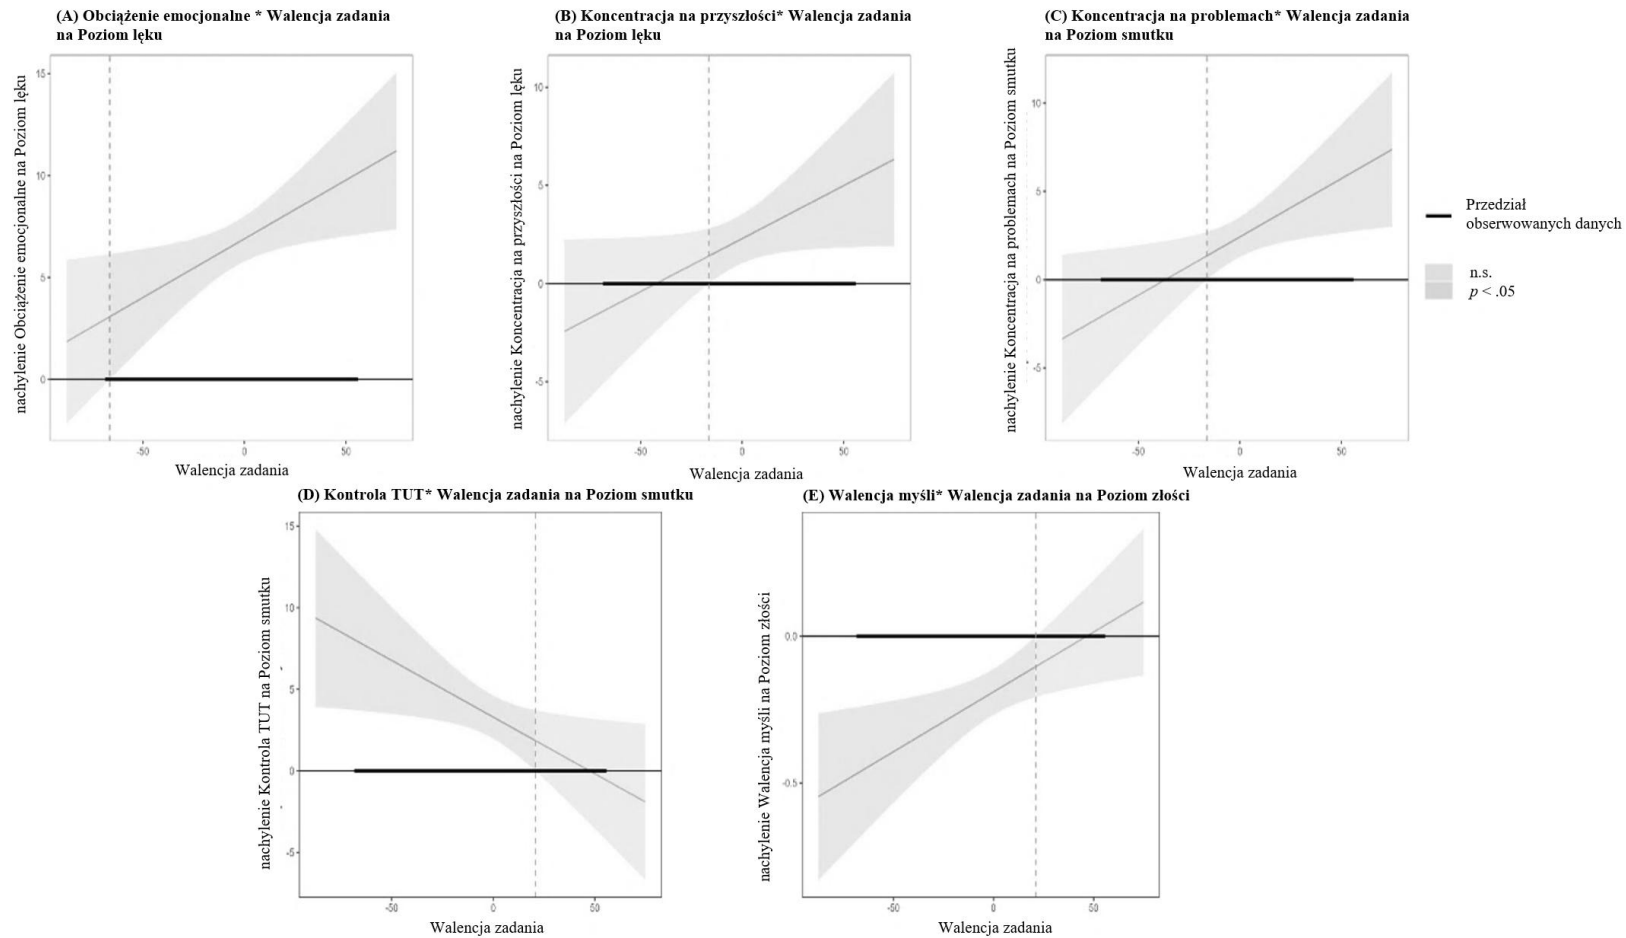 (A) Obciążenie emocjonalne * Walencja zadania
na Poziom lęku
nachylenie Obciążenie emocjonalne na Poziom lęku
15
10
5
0
-50
0
50
Walencja zadania
(B) Koncentracja na przyszłości* Walencja zadania
na Poziom lęku
nachylenie Koncentracja na przyszłości na Poziom lęku
10
5
0
-5
-50
0
50
Walencja zadania
(C) Koncentracja na problemach* Walencja zadania
na Poziom smutku
nachylenie Koncentracja na problemach na Poziom smutku
10
5
0
-5
-50
0
50
Walencja zadania
Przedział
obserwowanych danych
n.s.
p < .05
(D) Kontrola TUT* Walencja zadania na Poziom smutku
nachylenie Kontrola TUT na Poziom smutku
15
10
5
0
-5
-50
0
50
Walencja zadania
(E) Walencja myśli* Walencja zadania na Poziom złości
nachylenie Walencja myśli na Poziom złości
0.0
-0.5
-50
0
50
Walencja zadania